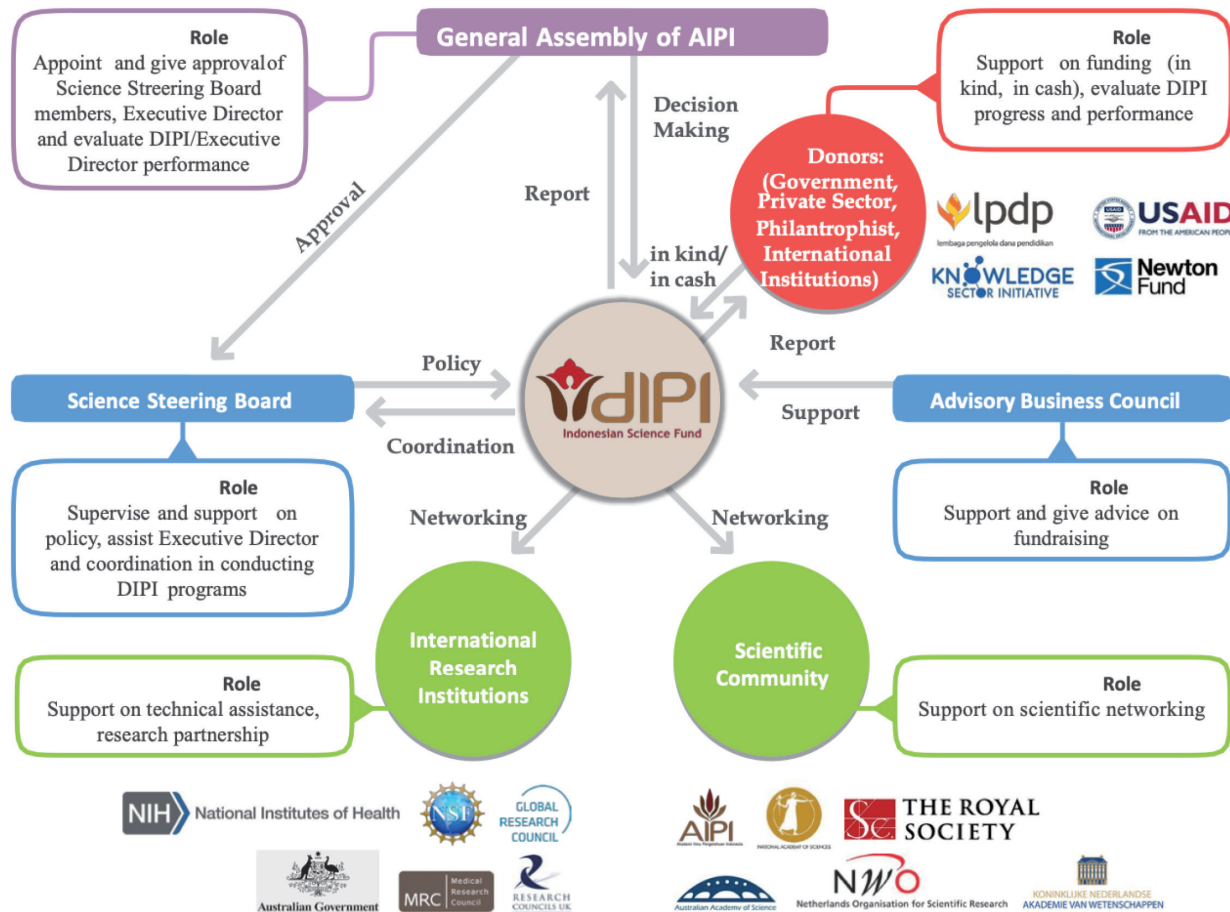 Role
Appoint and give approval of
Science Streering Board
members, Executive Director
and evaluate DIPI/Executive
Director performance
General Assembly of AIPI
Role
Support on funding (in
kind, in cash), evaluate DIPI
progress and performance
Approval
Report
Decision
Making
Donors:
(Government,
Private Sector,
Philantrophist,
International
Institutions)
in kind/
in cash
lpdp
lembaga pengelola dana pendidikan
USAID
FROM THE AMERICAN PEOPLE
KNOWLEDGE
SECTOR INITIATIVE
Newton
Fund
Report
Science Steering Board
Policy
Coordination
dIPI
Indonesian Science Fund
Support
Advisory Business Council
Role
Supervise and support on
policy, assist Executive Director
and coordination in conducting
DIPI programs
Networking
Networking
Role
Support and give advice on
fundraising
International
Research
Institutions
Scientific
Community
Role
Support on technical assistance,
research partnership
Role
Support on scientific networking
NIH National Institutes of Health
NSF
GLOBAL
RESEARCH
COUNCIL
AIPI
Akademi Ilmu Pengetahuan Indonesia
NATIONAL ACADEMY OF SCIENCES
THE ROYAL
SOCIETY
Australian Government
MRC Medical
Research
Council
RESEARCH
COUNCILS UK
Australian Academy of Science
NWO
Netherlands Organisation for Scientific Research
KONINKLIJKE NEDERLANDSE
AKADEMIE VAN WETENSCHAPPEN